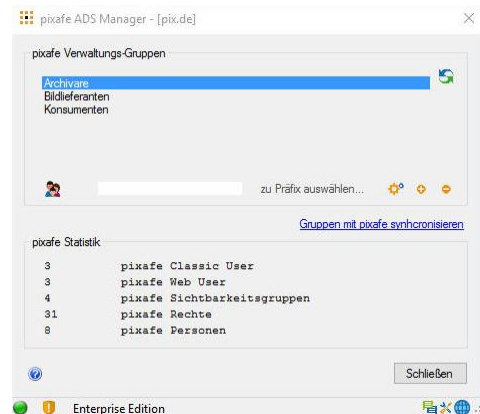 pixafe ADS Manager - [pix.de]
pixafe Verwaltungs-Gruppen
Archivare
Bildlieferanten
Konsumenten
zu Präfix auswählen...
Gruppen mit pixafe synhcronisieren
pixafe Statistik
3 pixafe Classic User
3 pixafe Web User
4 pixafe Sichtbarkeitsgruppen
31 pixafe Rechte
8 pixafe Personen
Schließen
Enterprise Edition